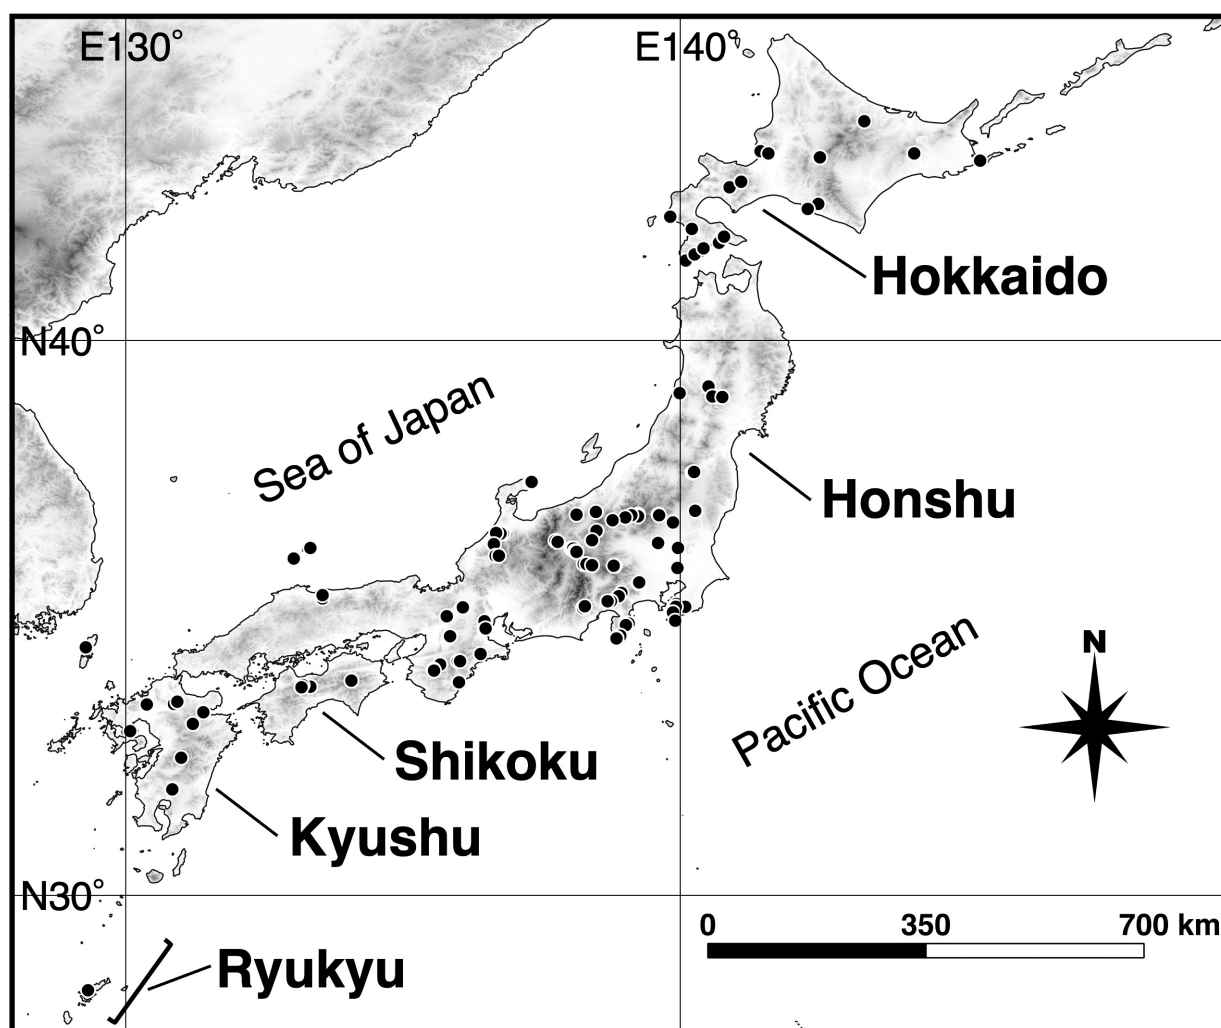 E130°
E140°
Hokkaido
N40°
Sea of Japan
Honshu
Pacific Ocean
N
Shikoku
Kyushu
N30°
0 350 700 km
Ryukyu